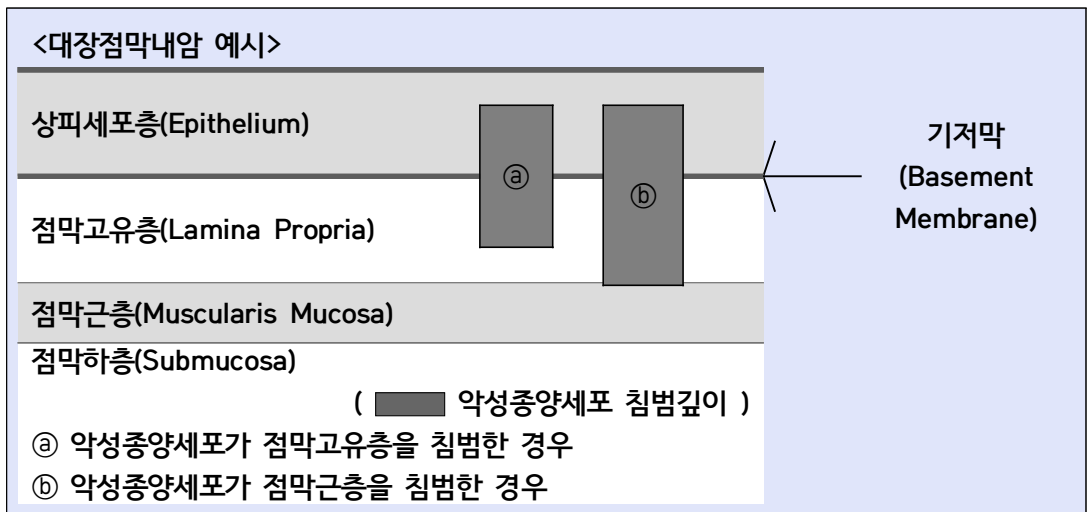 <대장점막내암 예시>
상피세포층(Epithelium)
ⓐ
ⓑ
기저막
(Basement
Membrane)
점막고유층(Lamina Propria)
점막근층(Muscularis Mucosa)
점막하층(Submucosa)
( 악성종양세포 침범깊이 )
ⓐ 악성종양세포가 점막고유층을 침범한 경우
ⓑ 악성종양세포가 점막근층을 침범한 경우